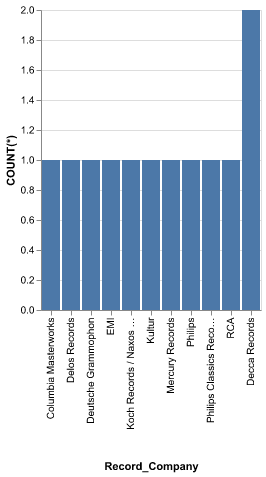 2.0
1.8
1.6
1.4
1.2
1.0
0.8
0.6
0.4
0.2
0.0
COUNT(*)
Columbia Masterworks
Delos Records
Deutsche Grammophon
EMI
Koch Records / Naxos …
Kultur
Mercury Records
Philips
Philips Classics Reco…
RCA
Decca Records
Record_Company